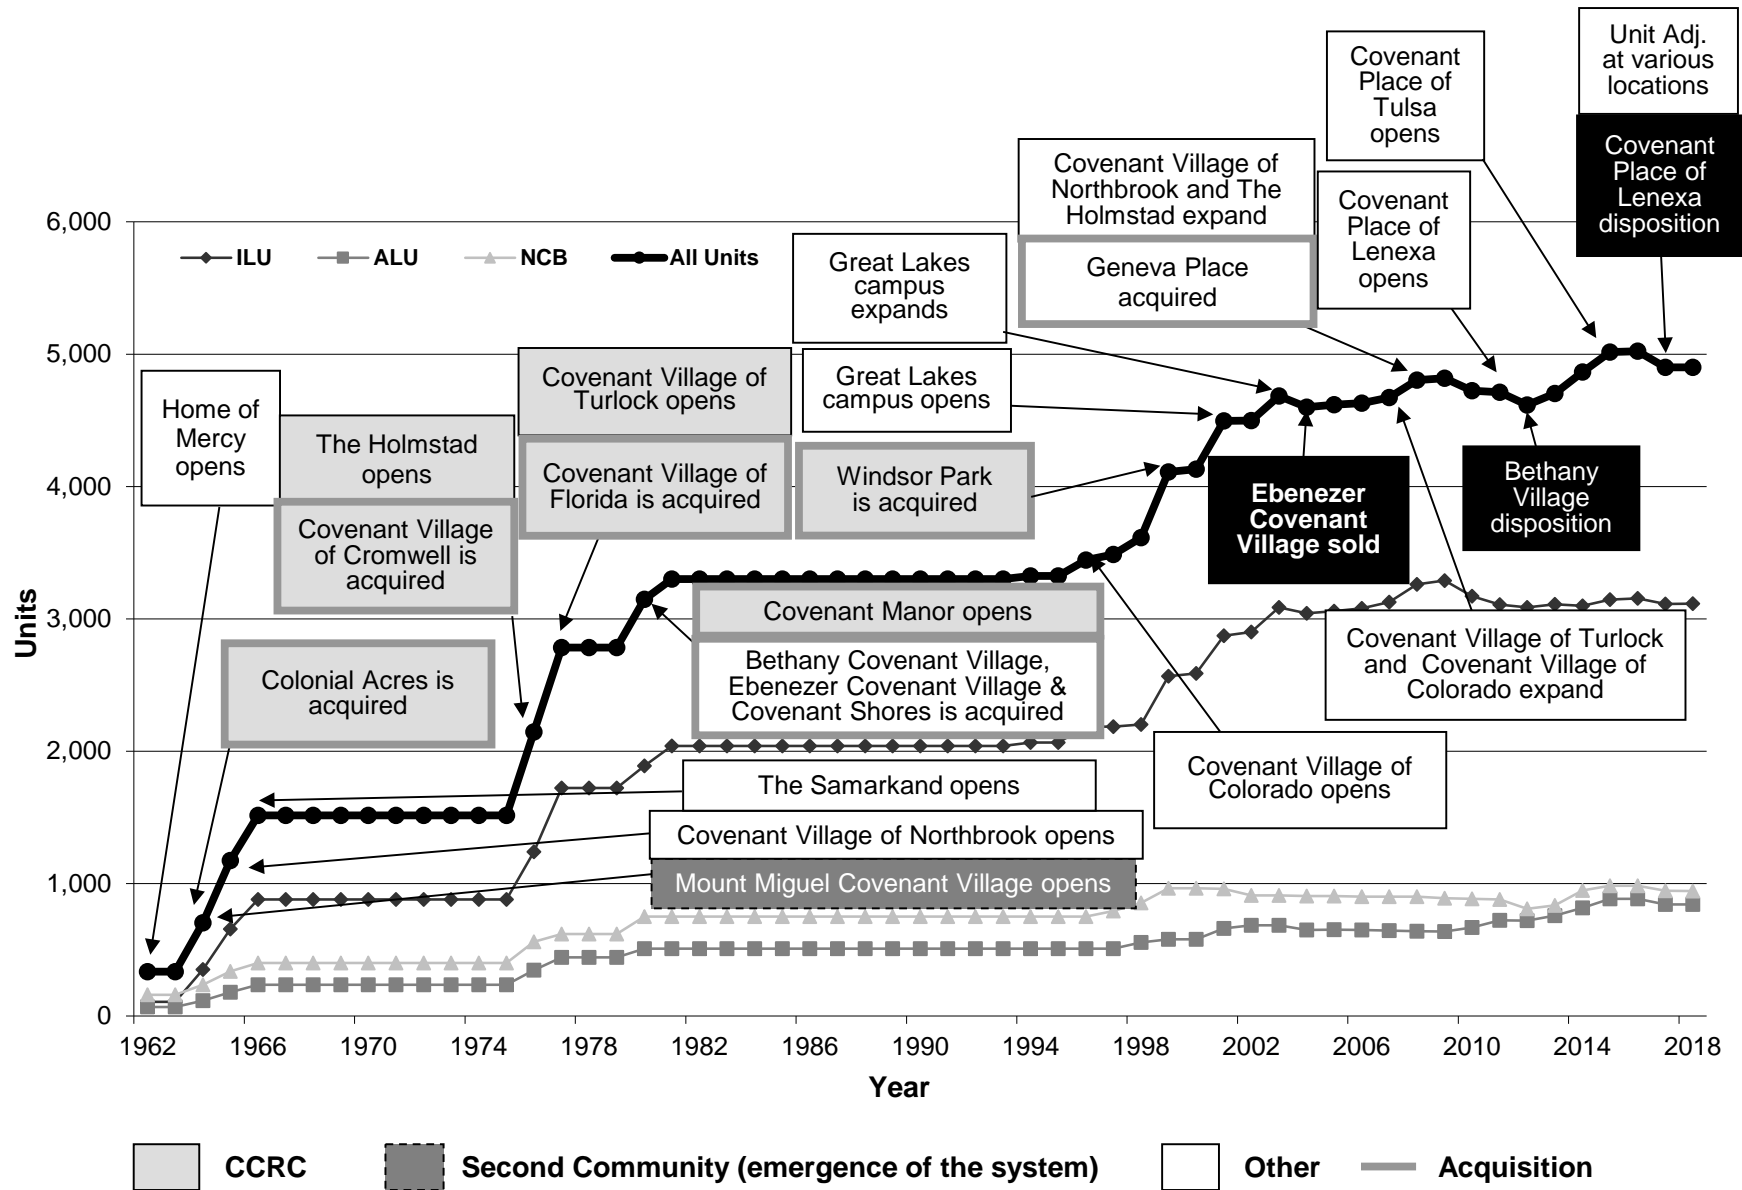 Unit Adj.
at various
locations
Covenant
Place of
Tulsa
opens
Covenant
Place of
Lenexa
disposition
Covenant Village of
Northbrook and The
Holmstad expand
Covenant
Place of
Lenexa
opens
6,000
ILU
ALU
NCB
All Units
Great Lakes
campus
expands
Geneva Place
acquired
5,000
Home of
Mercy
opens
Covenant Village of
Turlock opens
Great Lakes
campus opens
The Holmstad
opens
Covenant Village of
Florida is acquired
Windsor Park
is acquired
Ebenezer
Covenant
Village sold
Bethany
Village
disposition
4,000
Covenant Village
of Cromwell is
acquired
Covenant Manor opens
3,000
Units
Bethany Covenant Village,
Ebenezer Covenant Village &
Covenant Shores is acquired
Covenant Village of Turlock
and Covenant Village of
Colorado expand
Colonial Acres is
acquired
2,000
The Samarkand opens
Covenant Village of
Colorado opens
Covenant Village of Northbrook opens
1,000
Mount Miguel Covenant Village opens
0
1962 1966 1970 1974 1978 1982 1986 1990 1994 1998 2002 2006 2010 2014 2018
Year
CCRC
Second Community (emergence of the system)
Other
Acquisition